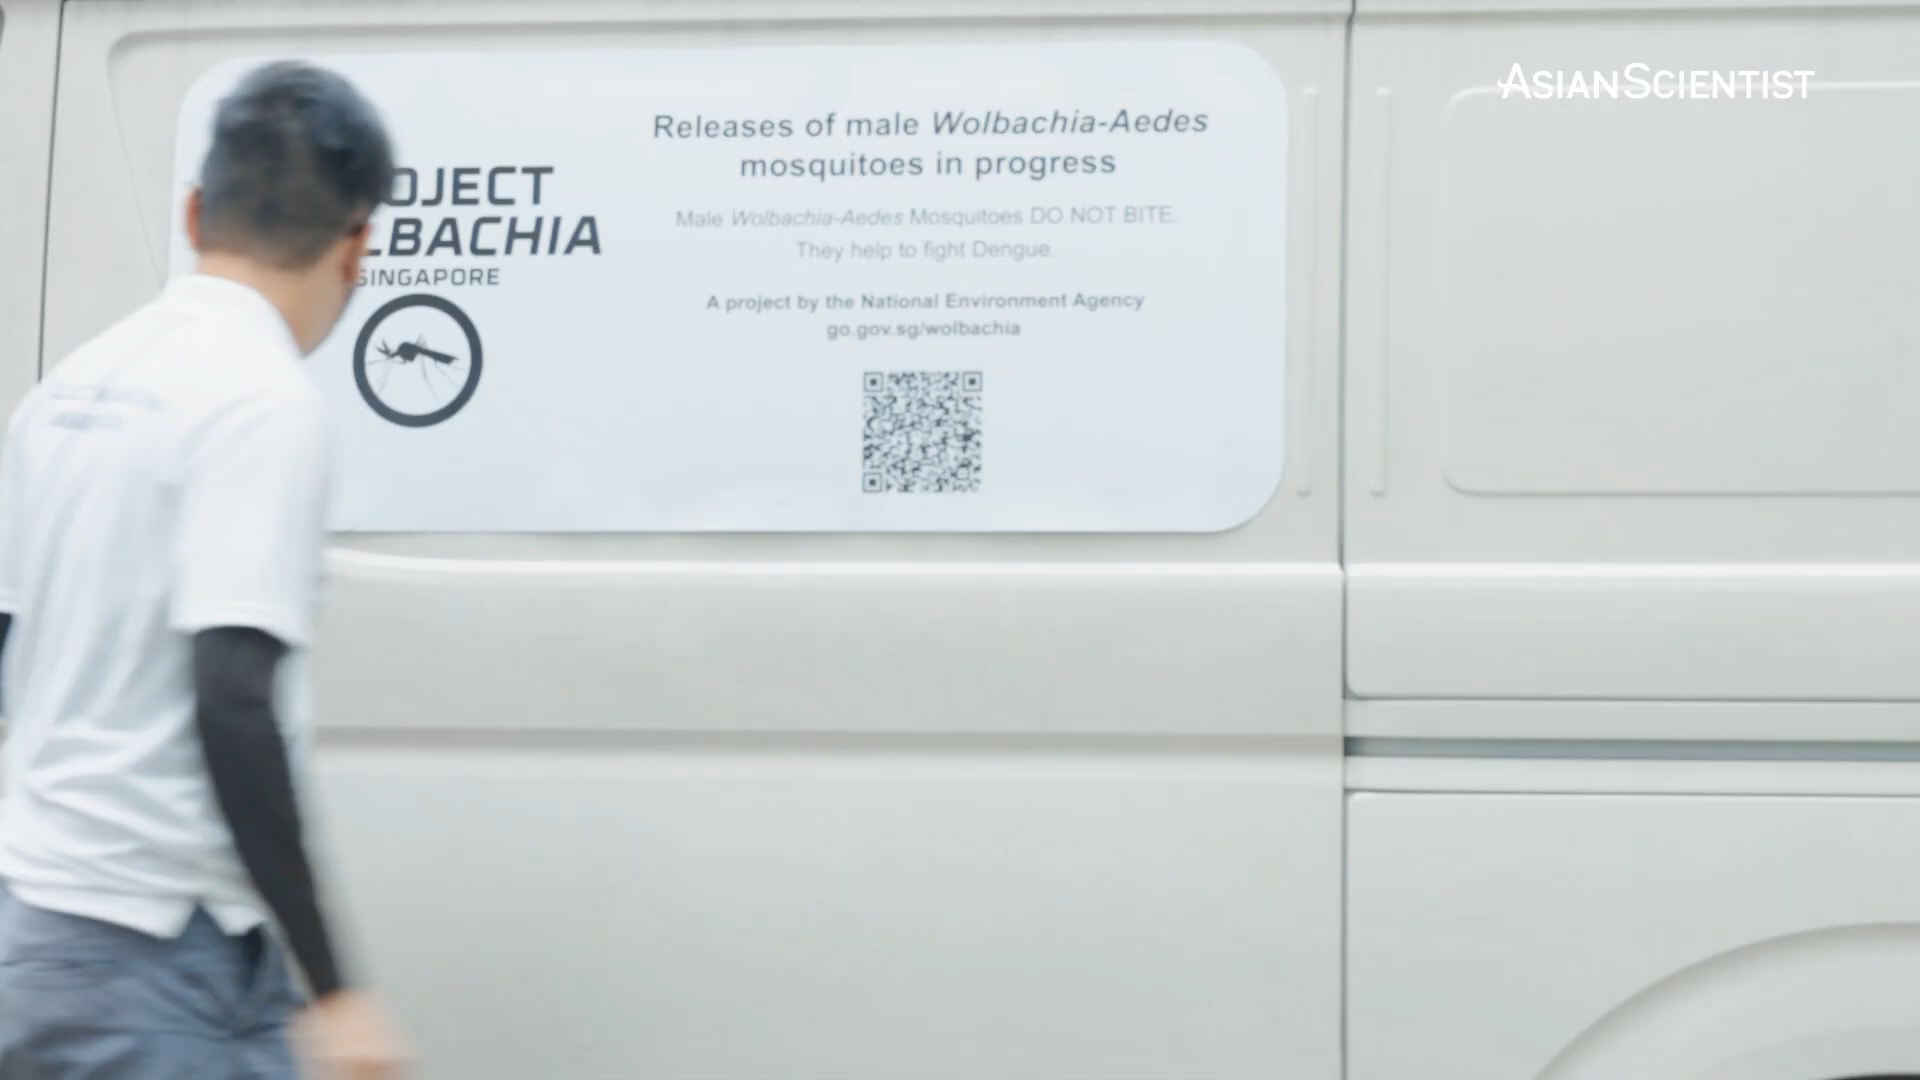 OJECT
LBACHIA
SINGAPORE
Releases of male Wolbachia-Aedes
mosquitoes in progress
Male Wolbachia-Aedes Mosquitoes DO NOT BITE.
They help to fight Dengue.
A project by the National Environment Agency
go.gov.sg/wolbachia
ASIANSCIENTIST